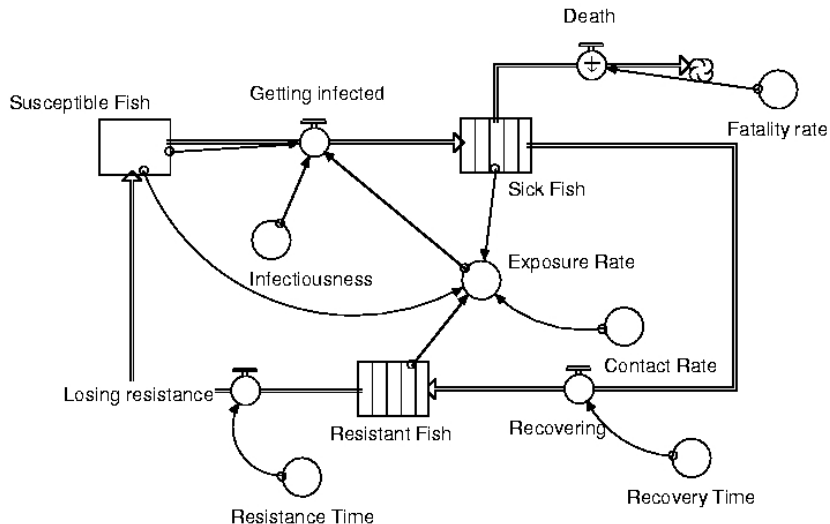 Death
Susceptible Fish
Getting infected
Fatality rate
Sick Fish
Infectiousness
Exposure Rate
Contact Rate
Losing resistance
Resistant Fish
Recovering
Resistance Time
Recovery Time